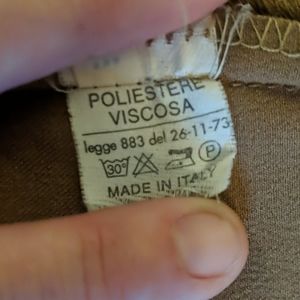 POLIESTERE
VISCOSA
legge 883 del 26-11-73
30° P
MADE IN ITALY